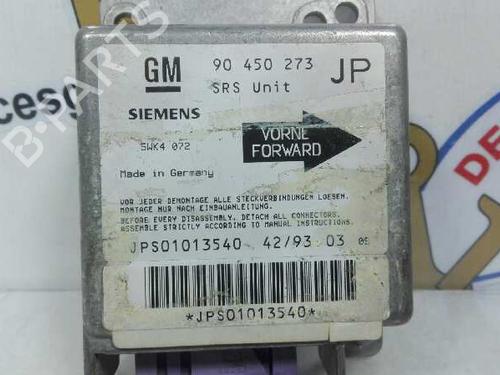 B-PARTS
GM 90 450 273 JP
SRS Unit
SIEMENS
5WK4 072
VORNE
FORWARD
Made in Germany
VOR JEDER DEMONTAGE ALLE STECKVERBINDUNGEN LOESEN.
MONTAGE NUR NACH EINBAUANLEITUNG.
BEFORE EVERY DISASSEMBLY, DETACH ALL CONNECTORS.
ASSEMBLE STRICTLY ACCORDING TO MANUAL INSTRUCTIONS.
JPS01013540 42/93 03
*JPS01013540*